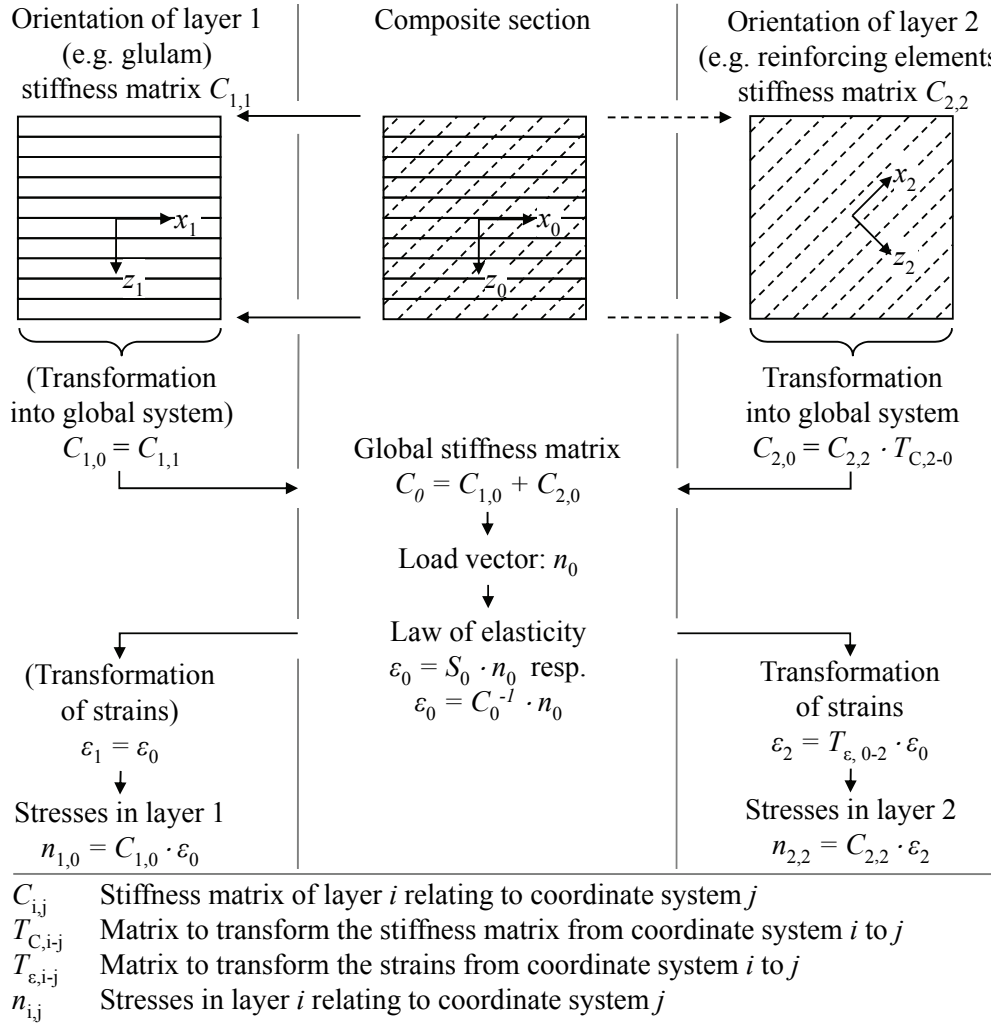 Orientation of layer 1
(e.g. glulam)
stiffness matrix C1,1
x1
z1
(Transformation
into global system)
C1,0 = C1,1
Composite section
x0
z0
Orientation of layer 2
(e.g. reinforcing elements
stiffness matrix C2,2
x2
z2
Transformation
into global system
C2,0 = C2,2 · TC,2-0
Global stiffness matrix
C0 = C1,0 + C2,0
Load vector: n0
Law of elasticity
ε0 = S0 · n0 resp.
ε0 = C0^-1 · n0
(Transformation
of strains)
ε1 = ε0
Stresses in layer 1
n1,0 = C1,0 · ε0
Transformation
of strains
ε2 = Tε, 0-2 · ε0
Stresses in layer 2
n2,2 = C2,2 · ε2
Ci,j Stiffness matrix of layer i relating to coordinate system j
TC,i-j Matrix to transform the stiffness matrix from coordinate system i to j
Tε,i-j Matrix to transform the strains from coordinate system i to j
ni,j Stresses in layer i relating to coordinate system j